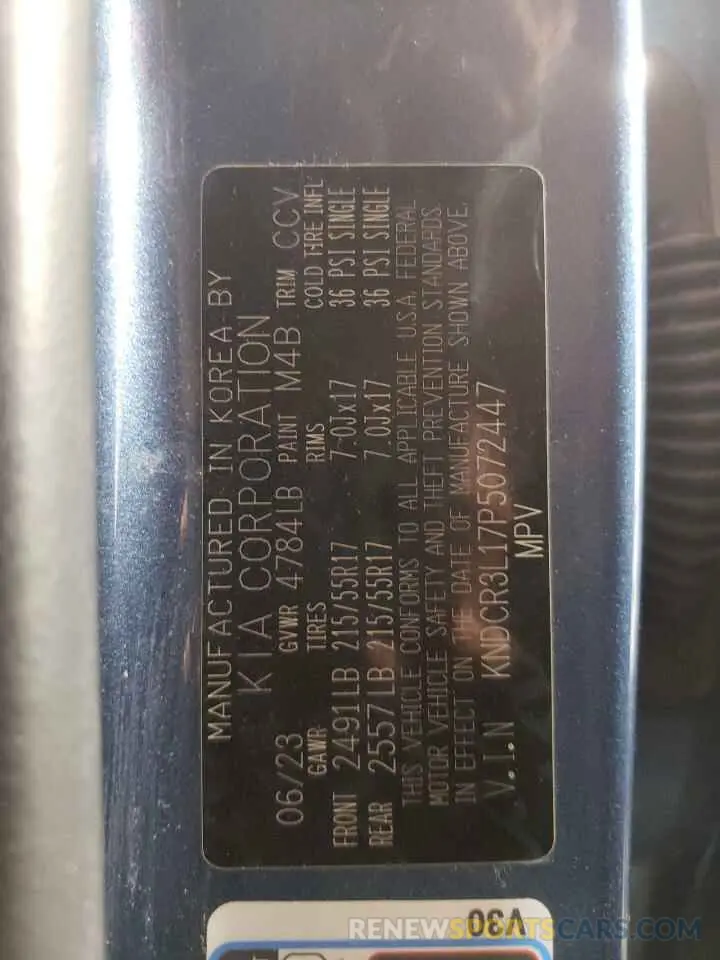 MANUFACTURED IN KOREA BY
KIA CORPORATION
06/23 GVWR 4784LB PAINT M4B TRIM CCV
GAWR TIRES RIMS COLD TIRE INFL
FRONT 2491LB 215/55R17 7.0Jx17 36 PSI SINGLE
REAR 2557LB 215/55R17 7.0Jx17 36 PSI SINGLE
THIS VEHICLE CONFORMS TO ALL APPLICABLE U.S.A. FEDERAL
MOTOR VEHICLE SAFETY AND THEFT PREVENTION STANDARDS
IN EFFECT ON THE DATE OF MANUFACTURE SHOWN ABOVE.
V.I.N KNDCR3L17P5072447
MPV
V30
RENEWSPORTSCARS.COM